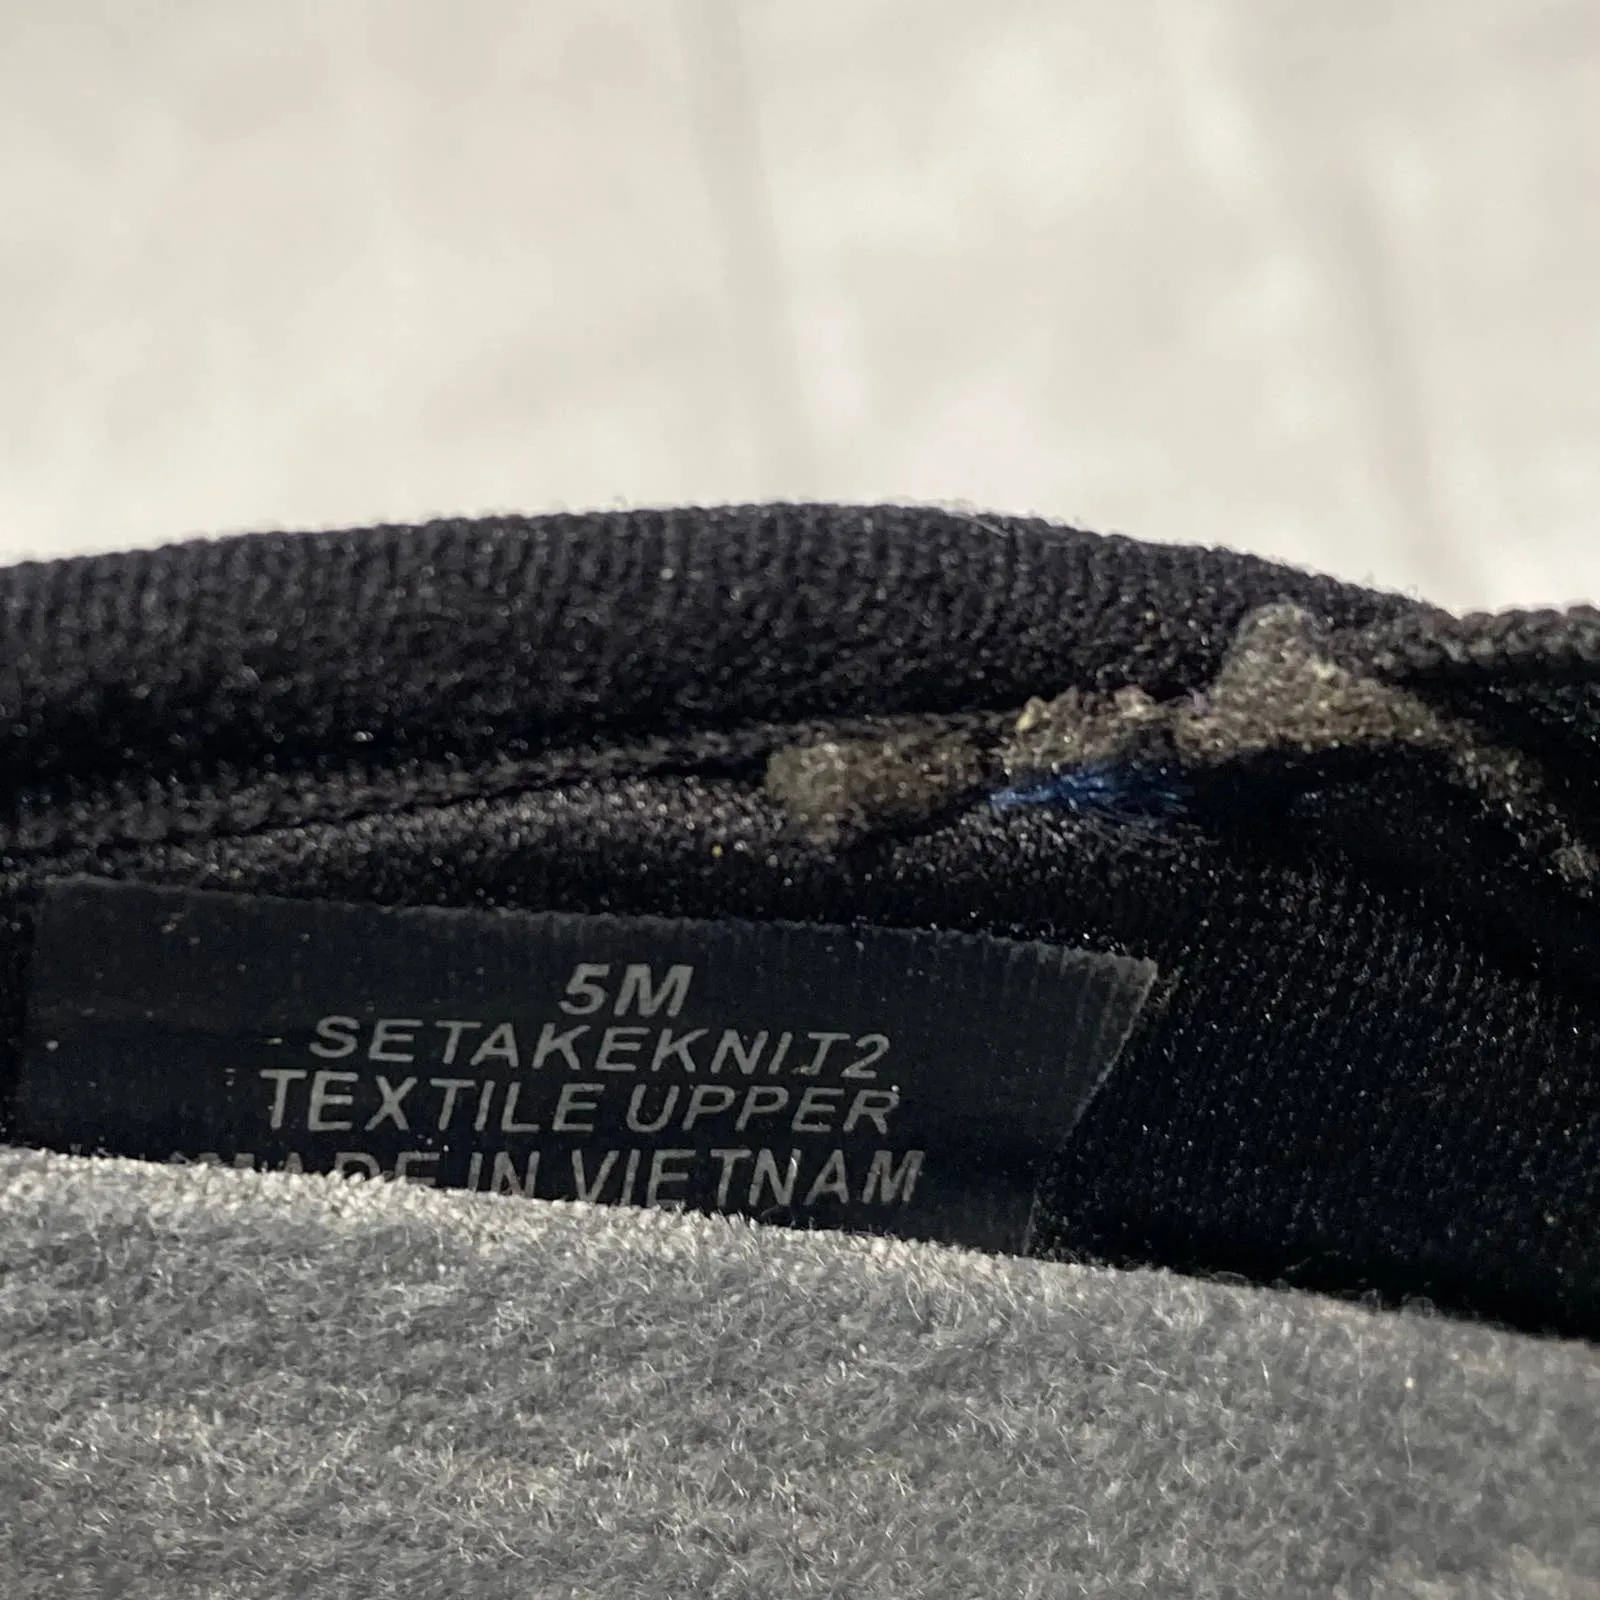 5M
SETAKEKNIT2
TEXTILE UPPER
MADE IN VIETNAM